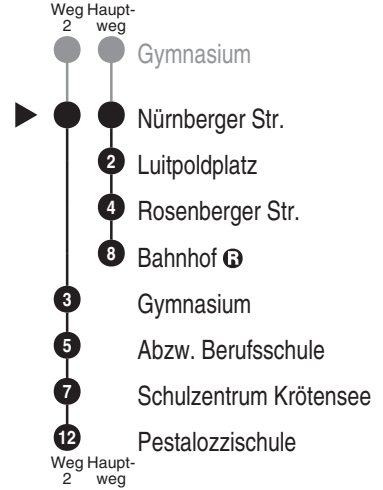 Weg Haupt-
2 weg
Gymnasium
Nürnberger Str.
2 Luitpoldplatz
4 Rosenberger Str.
8 Bahnhof R
3 Gymnasium
5 Abzw. Berufsschule
7 Schulzentrum Krötensee
12 Pestalozzischule
Weg Haupt-
2 weg